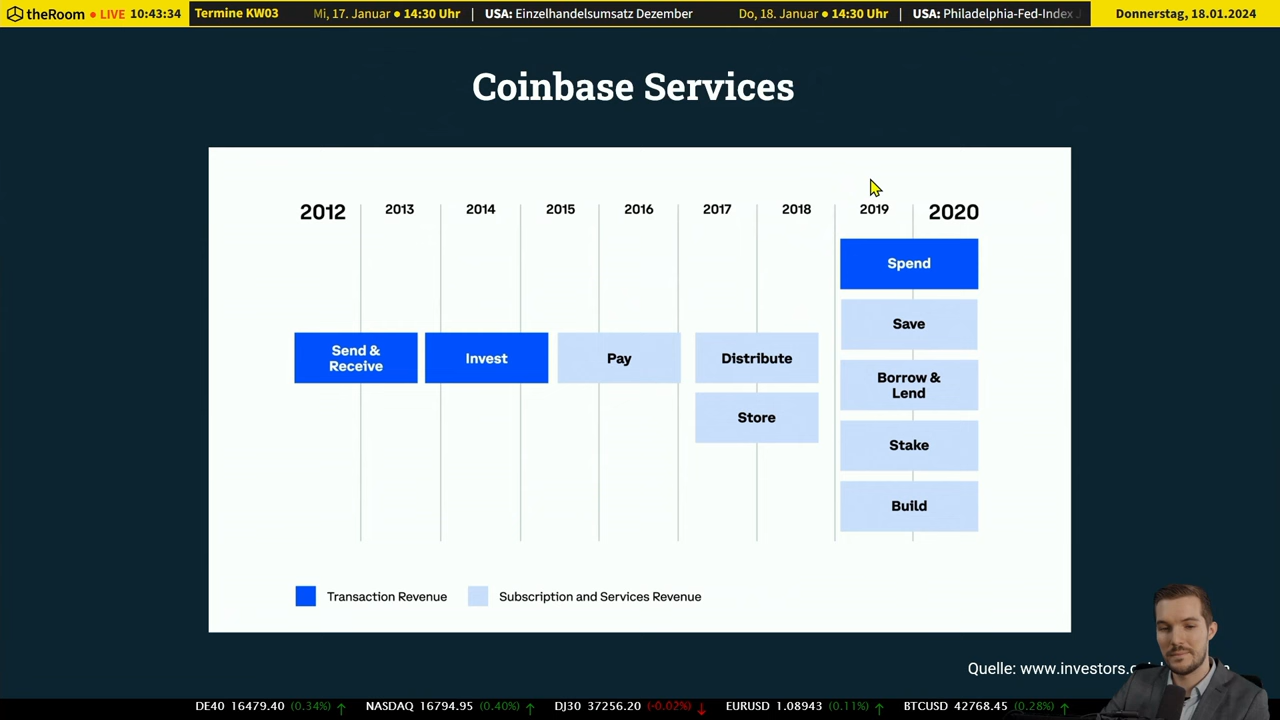 theRoom ● LIVE 10:43:34
Termine KW03
Mi, 17. Januar ● 14:30 Uhr | USA: Einzelhandelsumsatz Dezember
Do, 18. Januar ● 14:30 Uhr | USA: Philadelphia-Fed-Index
Donnerstag, 18.01.2024
Coinbase Services
2012 2013 2014 2015 2016 2017 2018 2019 2020
Spend
Save
Send &
Receive
Invest
Pay
Distribute
Store
Borrow &
Lend
Stake
Build
Transaction Revenue
Subscription and Services Revenue
Quelle: www.investors.
DE40 16479.40 (0.34%) ↑ NASDAQ 16794.95 (0.40%) ↑ DJ30 37256.20 (-0.02%) ↓ EURUSD 1.08943 (0.11%) ↑ BTCUSD 42768.45 (0.28%) ↑